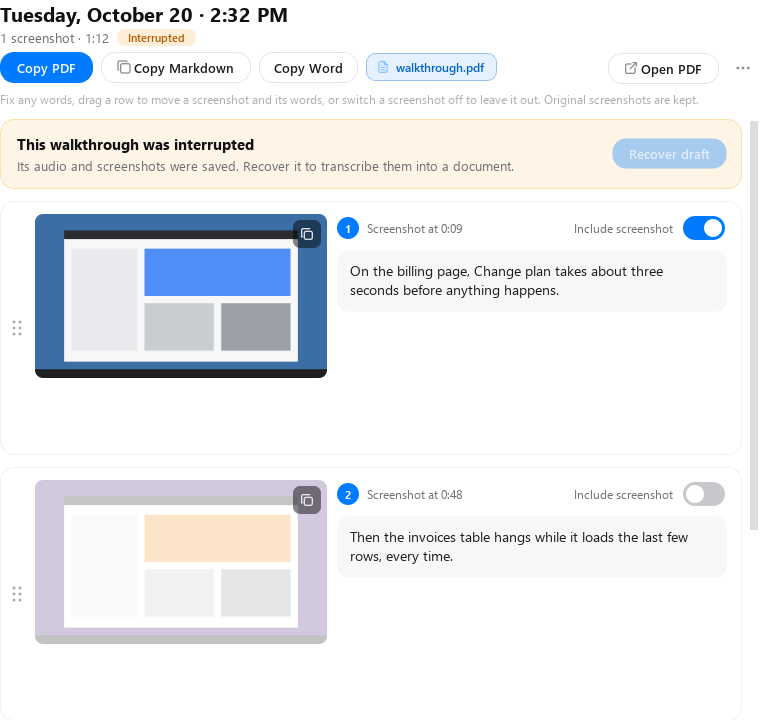 Tuesday, October 20 · 2:32 PM
1 screenshot · 1:12 Interrupted
Copy PDF Copy Markdown Copy Word walkthrough.pdf Open PDF
Fix any words, drag a row to move a screenshot and its words, or switch a screenshot off to leave it out. Original screenshots are kept.
This walkthrough was interrupted
Its audio and screenshots were saved. Recover it to transcribe them into a document.
Recover draft
1 Screenshot at 0:09 Include screenshot
On the billing page, Change plan takes about three
seconds before anything happens.
2 Screenshot at 0:48 Include screenshot
Then the invoices table hangs while it loads the last few
rows, every time.